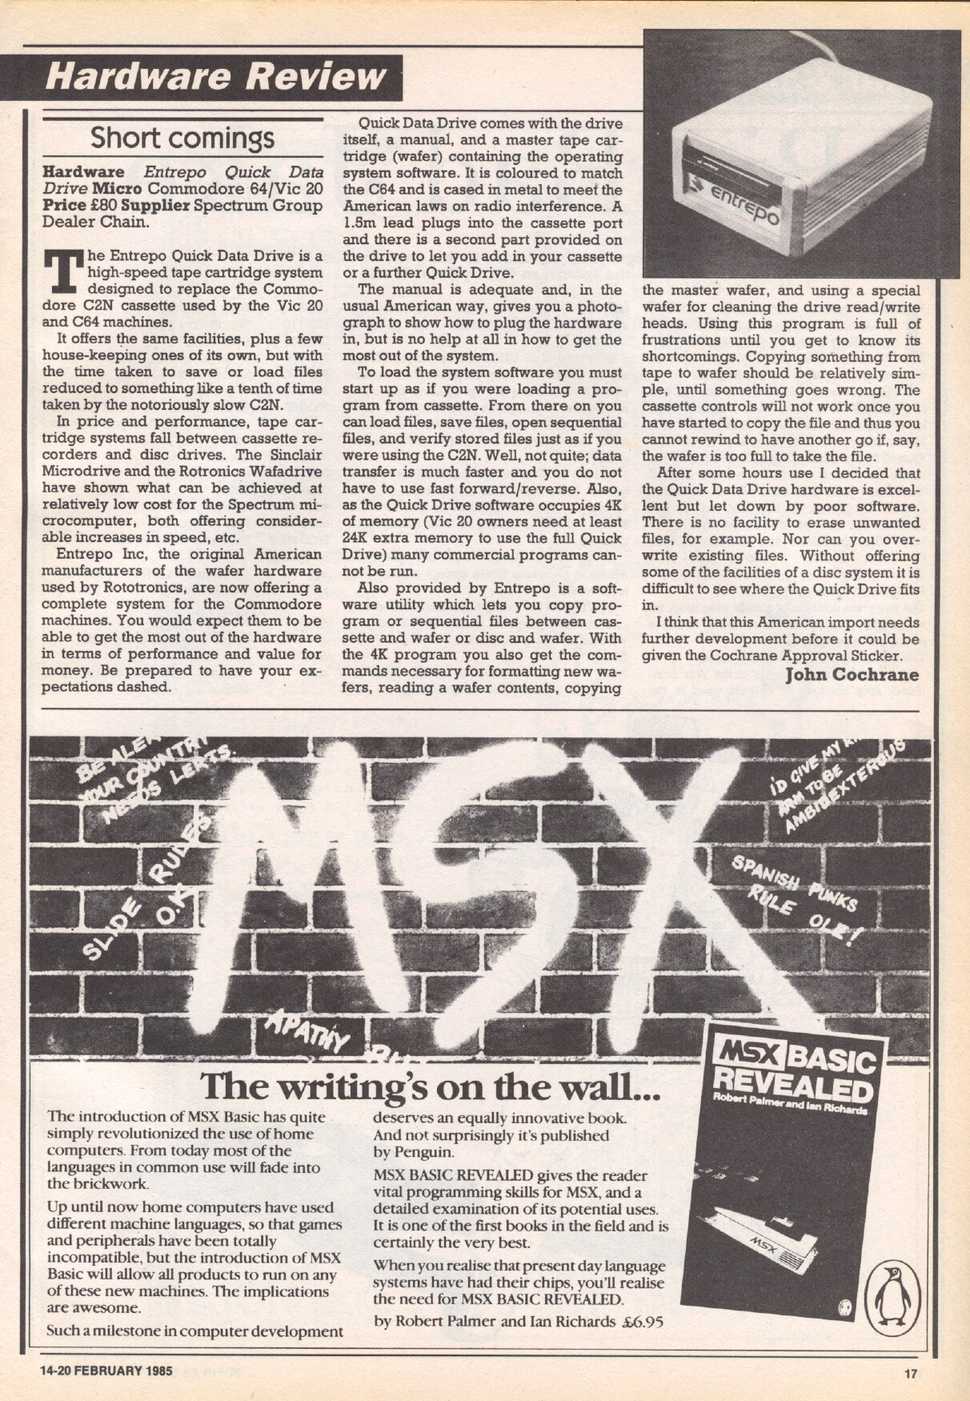 Hardware Review
Short comings
Hardware Entrepo Quick Data
Drive Micro Commodore 64/Vic 20
Price £80 Supplier Spectrum Group
Dealer Chain.
The Entrepo Quick Data Drive is a
high-speed tape cartridge system
designed to replace the Commo-
dore C2N cassette used by the Vic 20
and C64 machines.
It offers the same facilities, plus a few
house-keeping ones of its own, but with
the time taken to save or load files
reduced to something like a tenth of time
taken by the notoriously slow C2N.
In price and performance, tape car-
tridge systems fall between cassette re-
corders and disc drives. The Sinclair
Microdrive and the Rotronics Wafadrive
have shown what can be achieved at
relatively low cost for the Spectrum mi-
crocomputer, both offering consider-
able increases in speed, etc.
Entrepo Inc, the original American
manufacturers of the wafer hardware
used by Rototronics, are now offering a
complete system for the Commodore
machines. You would expect them to be
able to get the most out of the hardware
in terms of performance and value for
money. Be prepared to have your ex-
pectations dashed.
Quick Data Drive comes with the drive
itself, a manual, and a master tape car-
tridge (wafer) containing the operating
system software. It is coloured to match
the C64 and is cased in metal to meet the
American laws on radio interference. A
1.5m lead plugs into the cassette port
and there is a second part provided on
the drive to let you add in your cassette
or a further Quick Drive.
The manual is adequate and, in the
usual American way, gives you a photo-
graph to show how to plug the hardware
in, but is no help at all in how to get the
most out of the system.
To load the system software you must
start up as if you were loading a pro-
gram from cassette. From there on you
can load files, save files, open sequential
files, and verify stored files just as if you
were using the C2N. Well, not quite; data
transfer is much faster and you do not
have to use fast forward/reverse. Also,
as the Quick Drive software occupies 4K
of memory (Vic 20 owners need at least
24K extra memory to use the full Quick
Drive) many commercial programs can-
not be run.
Also provided by Entrepo is a soft-
ware utility which lets you copy pro-
gram or sequential files between cas-
sette and wafer or disc and wafer. With
the 4K program you also get the com-
mands necessary for formatting new wa-
fers, reading a wafer contents, copying
entrepo
the master wafer, and using a special
wafer for cleaning the drive read/write
heads. Using this program is full of
frustrations until you get to know its
shortcomings. Copying something from
tape to wafer should be relatively sim-
ple, until something goes wrong. The
cassette controls will not work once you
have started to copy the file and thus you
cannot rewind to have another go if, say,
the wafer is too full to take the file.
After some hours use I decided that
the Quick Data Drive hardware is excel-
lent but let down by poor software.
There is no facility to erase unwanted
files, for example. Nor can you over-
write existing files. Without offering
some of the facilities of a disc system it is
difficult to see where the Quick Drive fits
in.
I think that this American import needs
further development before it could be
given the Cochrane Approval Sticker.
John Cochrane
BE ALE
YOUR COUNTRY
NEEDS LERTS.
SLIDE RULES
O.K.
MSX
I'D GIVE MY RI
ARM TO BE
AMBIGEXTEROUS
SPANISH PUNKS
RULE OLE!
APATHY
The writing's on the wall...
The introduction of MSX Basic has quite
simply revolutionized the use of home
computers. From today most of the
languages in common use will fade into
the brickwork.
Up until now home computers have used
different machine languages, so that games
and peripherals have been totally
incompatible, but the introduction of MSX
Basic will allow all products to run on any
of these new machines. The implications
are awesome.
Such a milestone in computer development
deserves an equally innovative book.
And not surprisingly it's published
by Penguin.
MSX BASIC REVEALED gives the reader
vital programming skills for MSX, and a
detailed examination of its potential uses.
It is one of the first books in the field and is
certainly the very best.
When you realise that present day language
systems have had their chips, you'll realise
the need for MSX BASIC REVEALED.
by Robert Palmer and Ian Richards £6.95
MSX BASIC
REVEALED
Robert Palmer and Ian Richards
MSX
14-20 FEBRUARY 1985
17